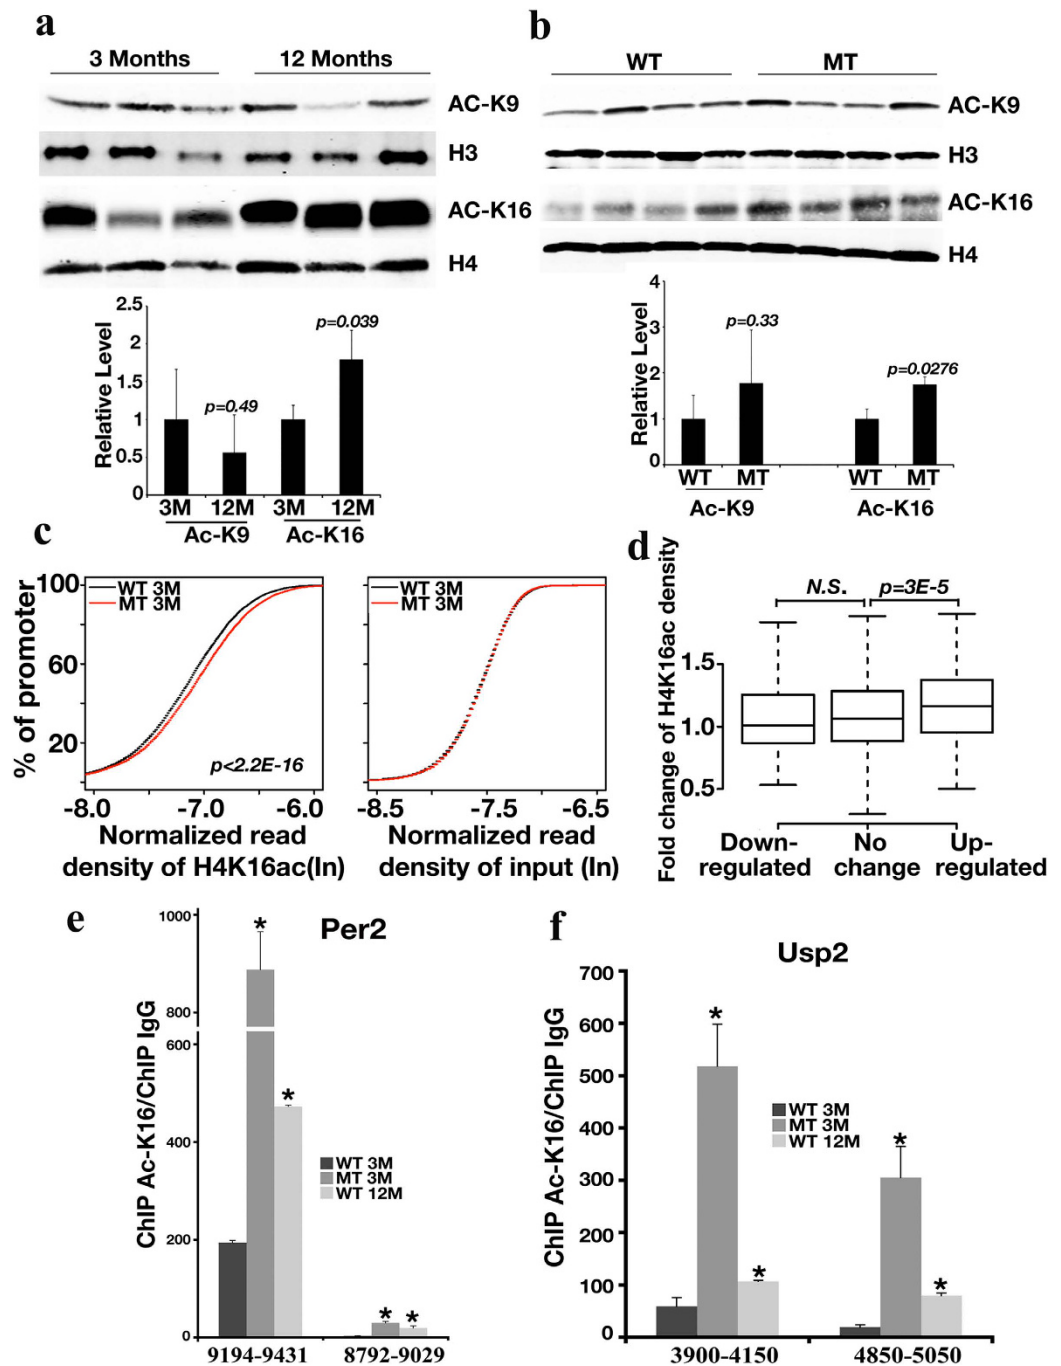 a
3 Months 12 Months
AC-K9
H3
AC-K16
H4
Relative Level
2.5
2
1.5
1
0.5
0
p=0.49
p=0.039
3M 12M 3M 12M
Ac-K9 Ac-K16
b
WT MT
AC-K9
H3
AC-K16
H4
Relative Level
4
3
2
1
0
p=0.33
p=0.0276
WT MT WT MT
Ac-K9 Ac-K16
c
% of promoter
100
60
20
WT 3M
MT 3M
p<2.2E-16
-8.0 -7.0 -6.0
Normalized read
density of H4K16ac(In)
WT 3M
MT 3M
-8.5 -7.5 -6.5
Normalized read
density of input (In)
d
Fold change of H4K16ac density
N.S. p=3E-5
1.5
1.0
0.5
Down-
regulated
No
change
Up-
regulated
e
Per2
ChIP Ac-K16/ChIP IgG
1000
800
600
400
200
0
* * * *
WT 3M
MT 3M
WT 12M
9194-9431 8792-9029
f
Usp2
ChIP Ac-K16/ChIP IgG
700
600
500
400
300
200
100
0
* * * *
WT 3M
MT 3M
WT 12M
3900-4150 4850-5050